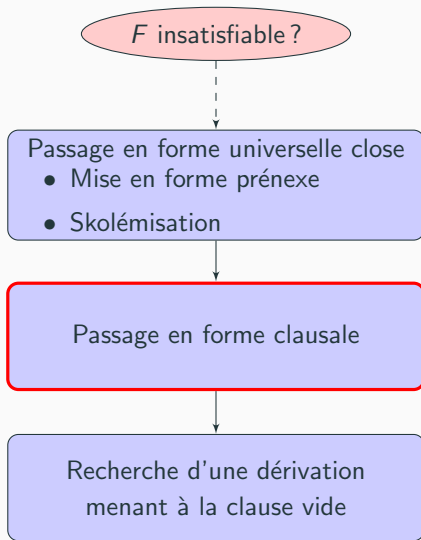 F insatisfiable ?
Passage en forme universelle close
• Mise en forme prénexe
• Skolémisation
Passage en forme clausale
Recherche d'une dérivation
menant à la clause vide